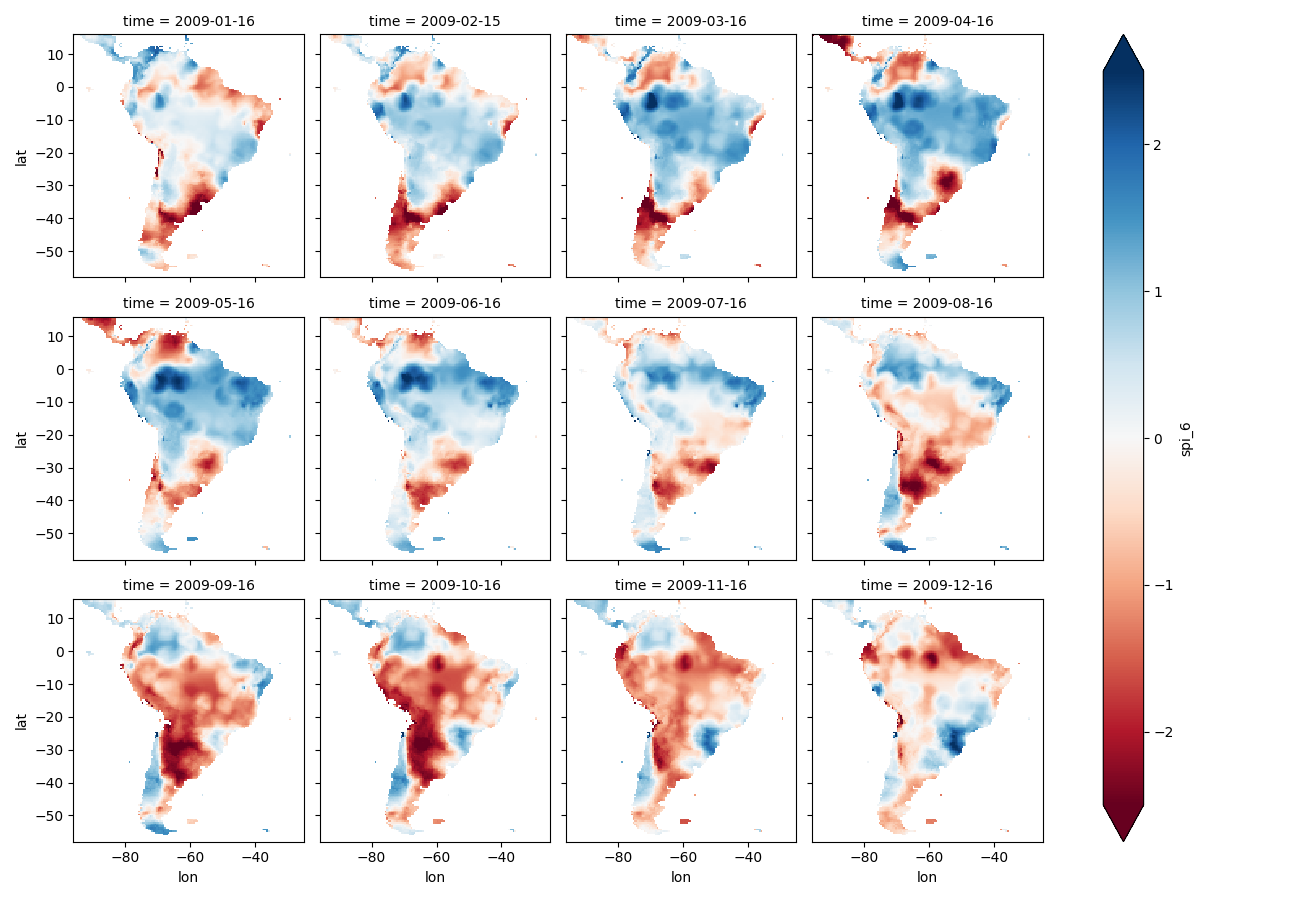 time = 2009-01-16
time = 2009-02-15
time = 2009-03-16
time = 2009-04-16
lat
10
0
−10
−20
−30
−40
−50
time = 2009-05-16
time = 2009-06-16
time = 2009-07-16
time = 2009-08-16
lat
10
0
−10
−20
−30
−40
−50
time = 2009-09-16
time = 2009-10-16
time = 2009-11-16
time = 2009-12-16
lat
10
0
−10
−20
−30
−40
−50
−80 −60 −40
lon
−80 −60 −40
lon
−80 −60 −40
lon
−80 −60 −40
lon
2
1
0
−1
−2
spi_6